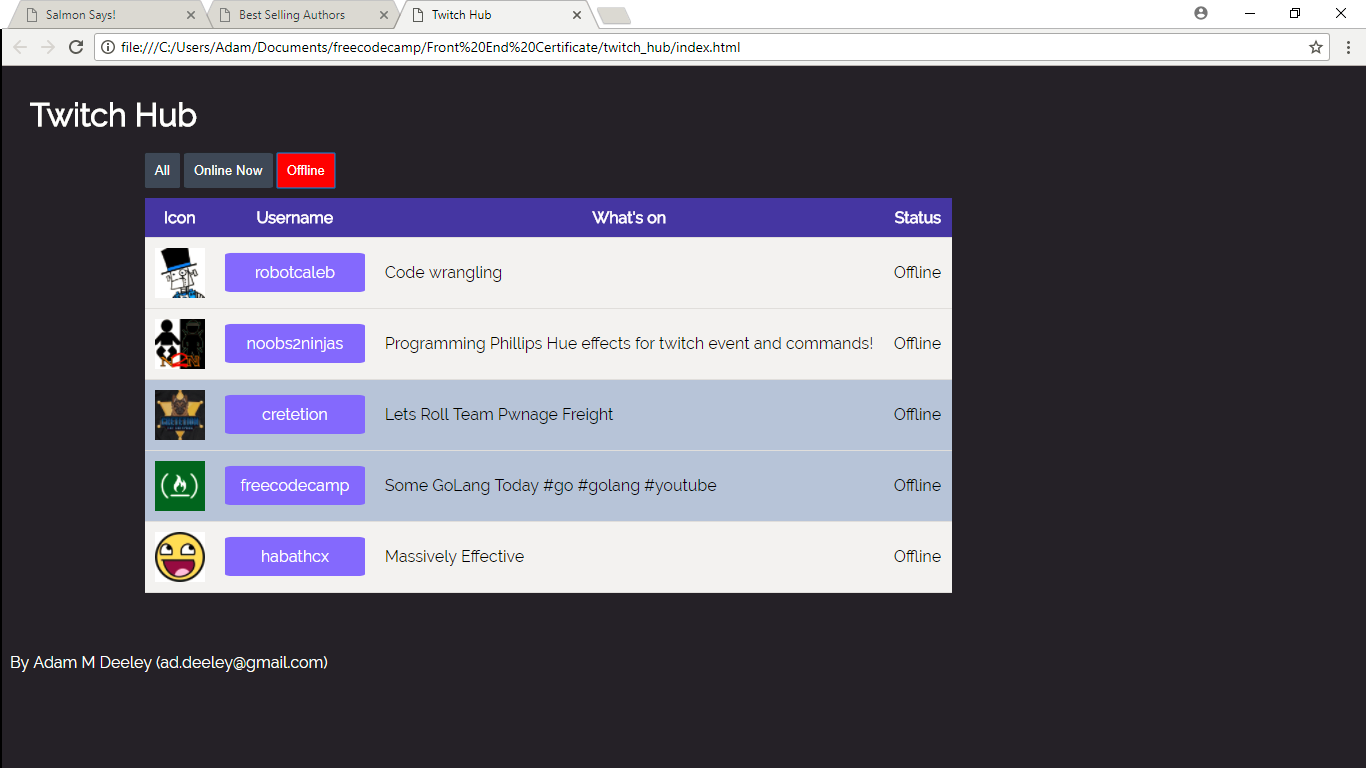 Salmon Says!
Best Selling Authors
Twitch Hub
file:///C:/Users/Adam/Documents/freecodecamp/Front%20End%20Certificate/twitch_hub/index.html
Twitch Hub
All Online Now Offline
Icon Username What's on Status
robotcaleb Code wrangling Offline
noobs2ninjas Programming Phillips Hue effects for twitch event and commands! Offline
cretetion Lets Roll Team Pwnage Freight Offline
freecodecamp Some GoLang Today #go #golang #youtube Offline
habathcx Massively Effective Offline
By Adam M Deeley (ad.deeley@gmail.com)